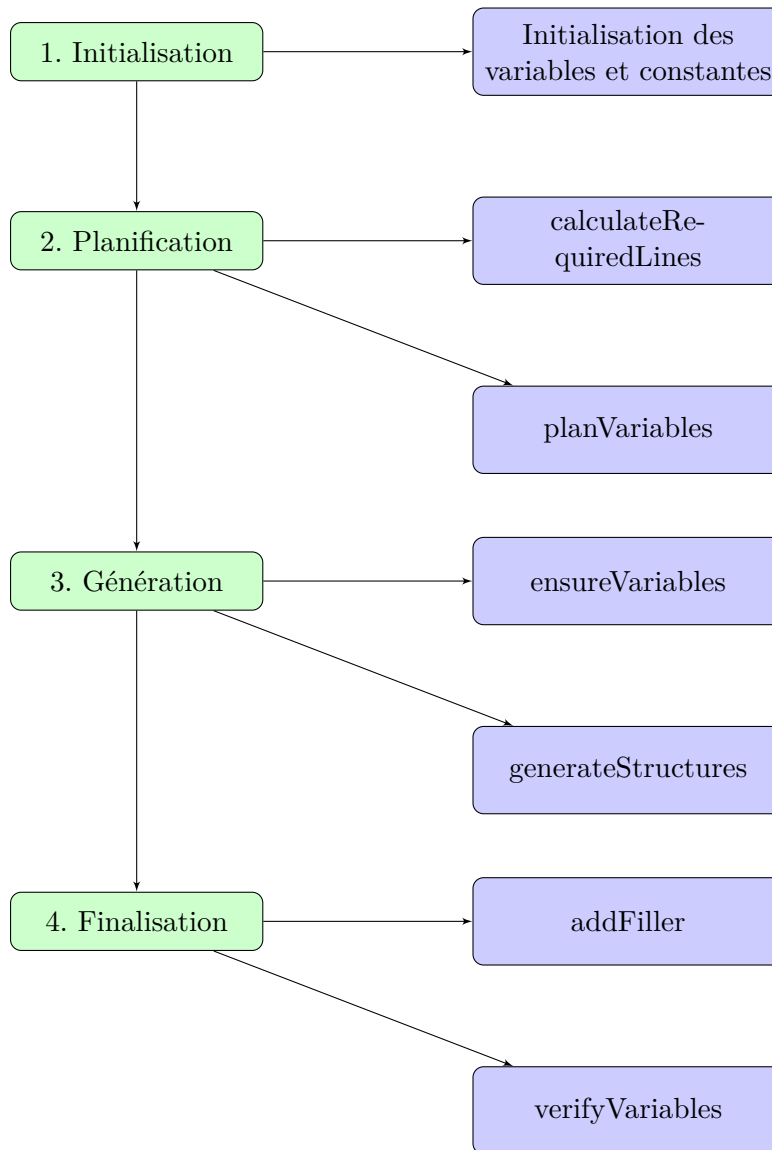 1. Initialisation
Initialisation des
variables et constantes
2. Planification
calculateRe-
quiredLines
planVariables
3. Génération
ensureVariables
generateStructures
4. Finalisation
addFiller
verifyVariables